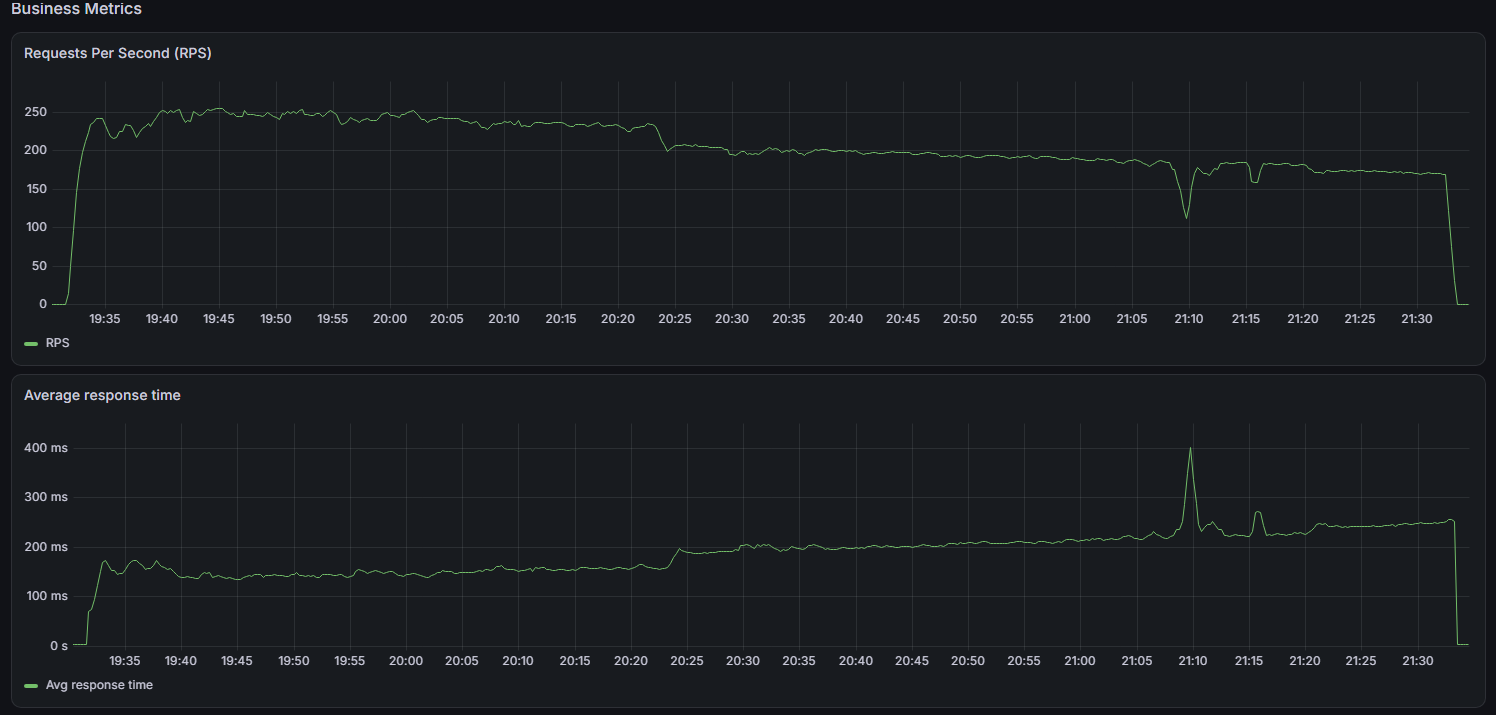 Business Metrics
Requests Per Second (RPS)
250
200
150
100
50
0
19:35 19:40 19:45 19:50 19:55 20:00 20:05 20:10 20:15 20:20 20:25 20:30 20:35 20:40 20:45 20:50 20:55 21:00 21:05 21:10 21:15 21:20 21:25 21:30
RPS
Average response time
400 ms
300 ms
200 ms
100 ms
0 s
19:35 19:40 19:45 19:50 19:55 20:00 20:05 20:10 20:15 20:20 20:25 20:30 20:35 20:40 20:45 20:50 20:55 21:00 21:05 21:10 21:15 21:20 21:25 21:30
Avg response time